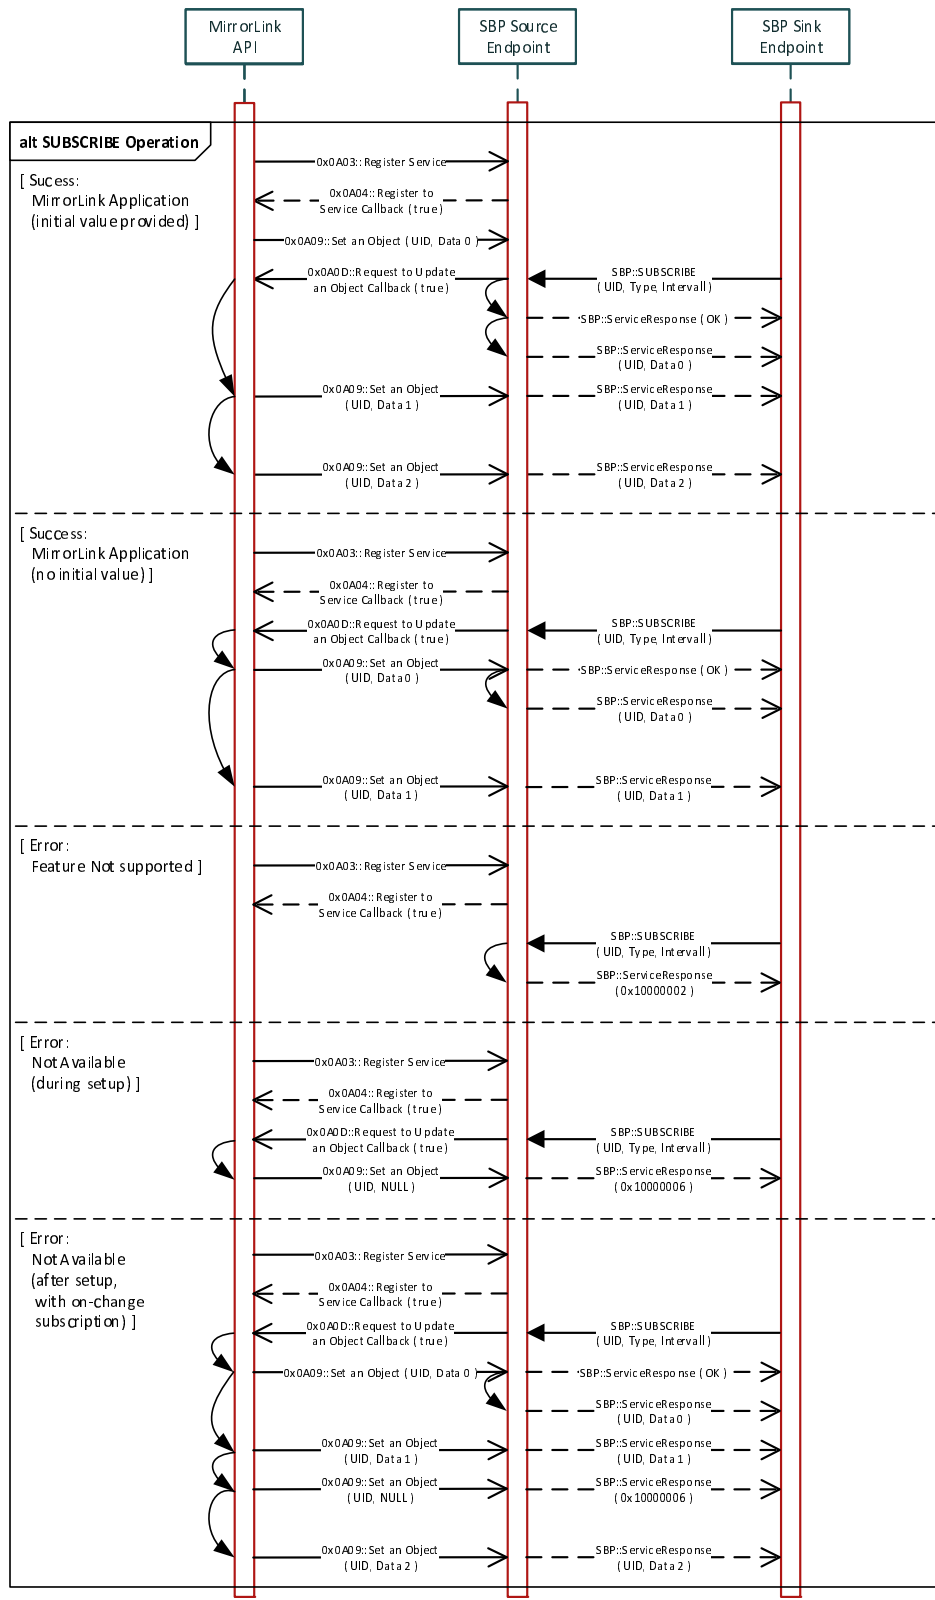 MirrorLink
API
SBP Source
Endpoint
SBP Sink
Endpoint
alt SUBSCRIBE Operation
[ Sucess:
MirrorLink Application
(initial value provided) ]
0x0A03:: Register Service
0x0A04:: Register to
Service Callback ( true )
0x0A09::Set an Object ( UID, Data 0 )
0x0A0D::Request to Update
an Object Callback ( true )
SBP::SUBSCRIBE
( UID, Type, Intervall )
SBP::ServiceResponse ( OK )
SBP::ServiceResponse
( UID, Data 0 )
0x0A09::Set an Object
( UID, Data 1 )
SBP::ServiceResponse
( UID, Data 1 )
0x0A09::Set an Object
( UID, Data 2 )
SBP::ServiceResponse
( UID, Data 2 )
[ Success:
MirrorLink Application
(no initial value) ]
0x0A03:: Register Service
0x0A04:: Register to
Service Callback ( true )
0x0A0D::Request to Update
an Object Callback ( true )
SBP::SUBSCRIBE
( UID, Type, Intervall )
0x0A09::Set an Object
( UID, Data 0 )
SBP::ServiceResponse ( OK )
SBP::ServiceResponse
( UID, Data 0 )
0x0A09::Set an Object
( UID, Data 1 )
SBP::ServiceResponse
( UID, Data 1 )
[ Error:
Feature Not supported ]
0x0A03:: Register Service
0x0A04:: Register to
Service Callback ( true )
SBP::SUBSCRIBE
( UID, Type, Intervall )
SBP::ServiceResponse
( 0x10000002 )
[ Error:
Not Available
(during setup) ]
0x0A03:: Register Service
0x0A04:: Register to
Service Callback ( true )
0x0A0D::Request to Update
an Object Callback ( true )
SBP::SUBSCRIBE
( UID, Type, Intervall )
0x0A09::Set an Object
( UID, NULL )
SBP::ServiceResponse
( 0x10000006 )
[ Error:
Not Available
(after setup,
with on-change
subscription) ]
0x0A03:: Register Service
0x0A04:: Register to
Service Callback ( true )
0x0A0D::Request to Update
an Object Callback ( true )
SBP::SUBSCRIBE
( UID, Type, Intervall )
0x0A09::Set an Object ( UID, Data 0 )
SBP::ServiceResponse ( OK )
SBP::ServiceResponse
( UID, Data 0 )
0x0A09::Set an Object
( UID, Data 1 )
SBP::ServiceResponse
( UID, Data 1 )
0x0A09::Set an Object
( UID, NULL )
SBP::ServiceResponse
( 0x10000006 )
0x0A09::Set an Object
( UID, Data 2 )
SBP::ServiceResponse
( UID, Data 2 )